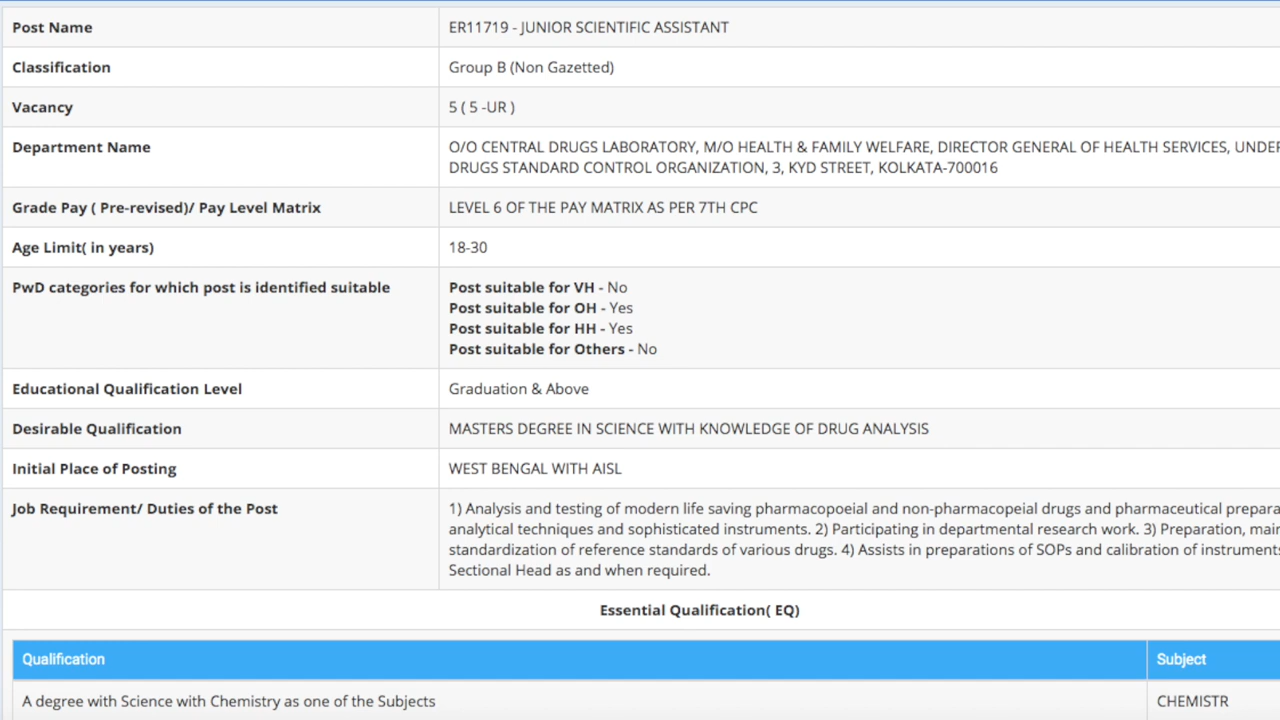 Post Name
ER11719 - JUNIOR SCIENTIFIC ASSISTANT
Classification
Group B (Non Gazetted)
Vacancy
5 ( 5 -UR )
Department Name
O/O CENTRAL DRUGS LABORATORY, M/O HEALTH & FAMILY WELFARE, DIRECTOR GENERAL OF HEALTH SERVICES, UNDER
DRUGS STANDARD CONTROL ORGANIZATION, 3, KYD STREET, KOLKATA-700016
Grade Pay ( Pre-revised)/ Pay Level Matrix
LEVEL 6 OF THE PAY MATRIX AS PER 7TH CPC
Age Limit( in years)
18-30
PwD categories for which post is identified suitable
Post suitable for VH - No
Post suitable for OH - Yes
Post suitable for HH - Yes
Post suitable for Others - No
Educational Qualification Level
Graduation & Above
Desirable Qualification
MASTERS DEGREE IN SCIENCE WITH KNOWLEDGE OF DRUG ANALYSIS
Initial Place of Posting
WEST BENGAL WITH AISL
Job Requirement/ Duties of the Post
1) Analysis and testing of modern life saving pharmacopoeial and non-pharmacopeial drugs and pharmaceutical prepara
analytical techniques and sophisticated instruments. 2) Participating in departmental research work. 3) Preparation, main
standardization of reference standards of various drugs. 4) Assists in preparations of SOPs and calibration of instruments
Sectional Head as and when required.
Essential Qualification( EQ)
Qualification
Subject
A degree with Science with Chemistry as one of the Subjects
CHEMISTR